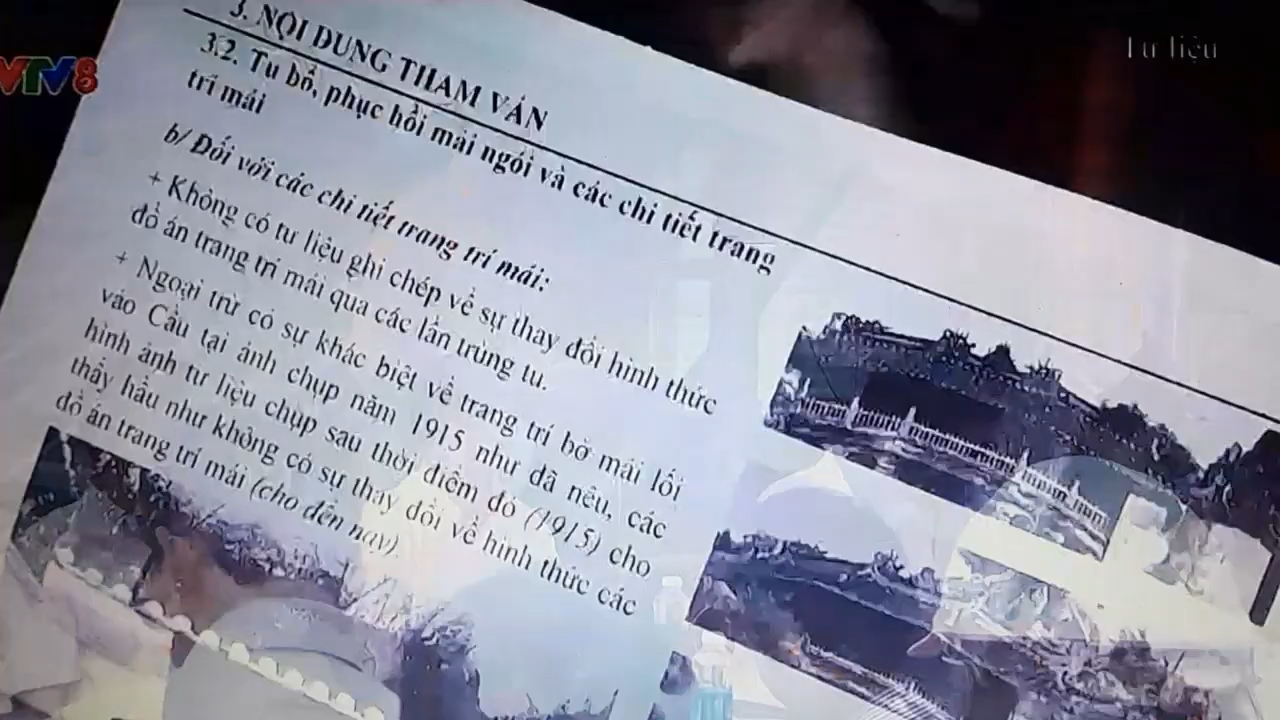 VTV8
Tư liệu
3. NỘI DUNG THAM VẤN
3.2. Tu bổ, phục hồi mái ngói và các chi tiết trang
trí mái
b/ Đối với các chi tiết trang trí mái:
+ Không có tư liệu ghi chép về sự thay đổi hình thức
đồ án trang trí mái qua các lần trùng tu.
+ Ngoại trừ có sự khác biệt về trang trí bờ mái lối
vào Cầu tại ảnh chụp năm 1915 như đã nêu, các
hình ảnh tư liệu chụp sau thời điểm đó (1915) cho
thấy hầu như không có sự thay đổi về hình thức các
đồ án trang trí mái (cho đến nay).